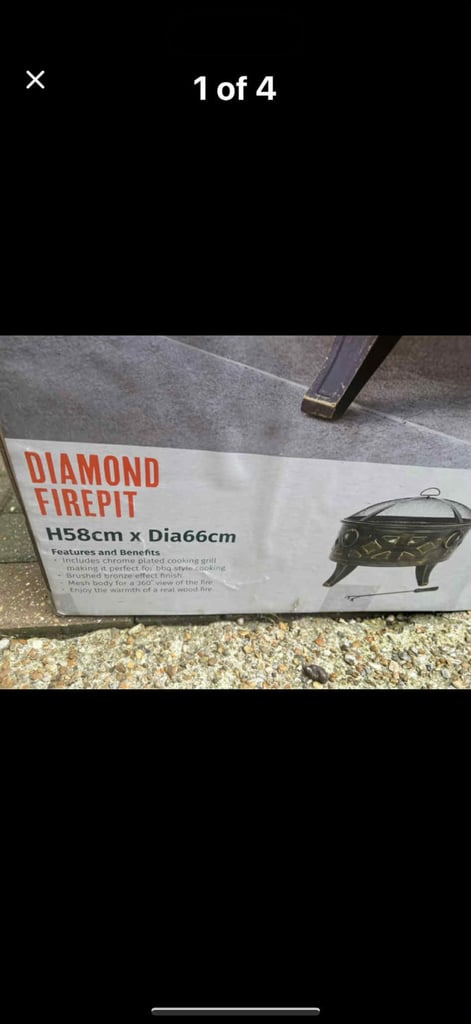 1 of 4
DIAMOND
FIREPIT
H58cm x Dia66cm
Features and Benefits
· Includes chrome plated cooking grill
making it perfect for bbq style cooking
· Brushed bronze effect finish
· Mesh body for a 360° view of the fire
· Enjoy the warmth of a real wood fire